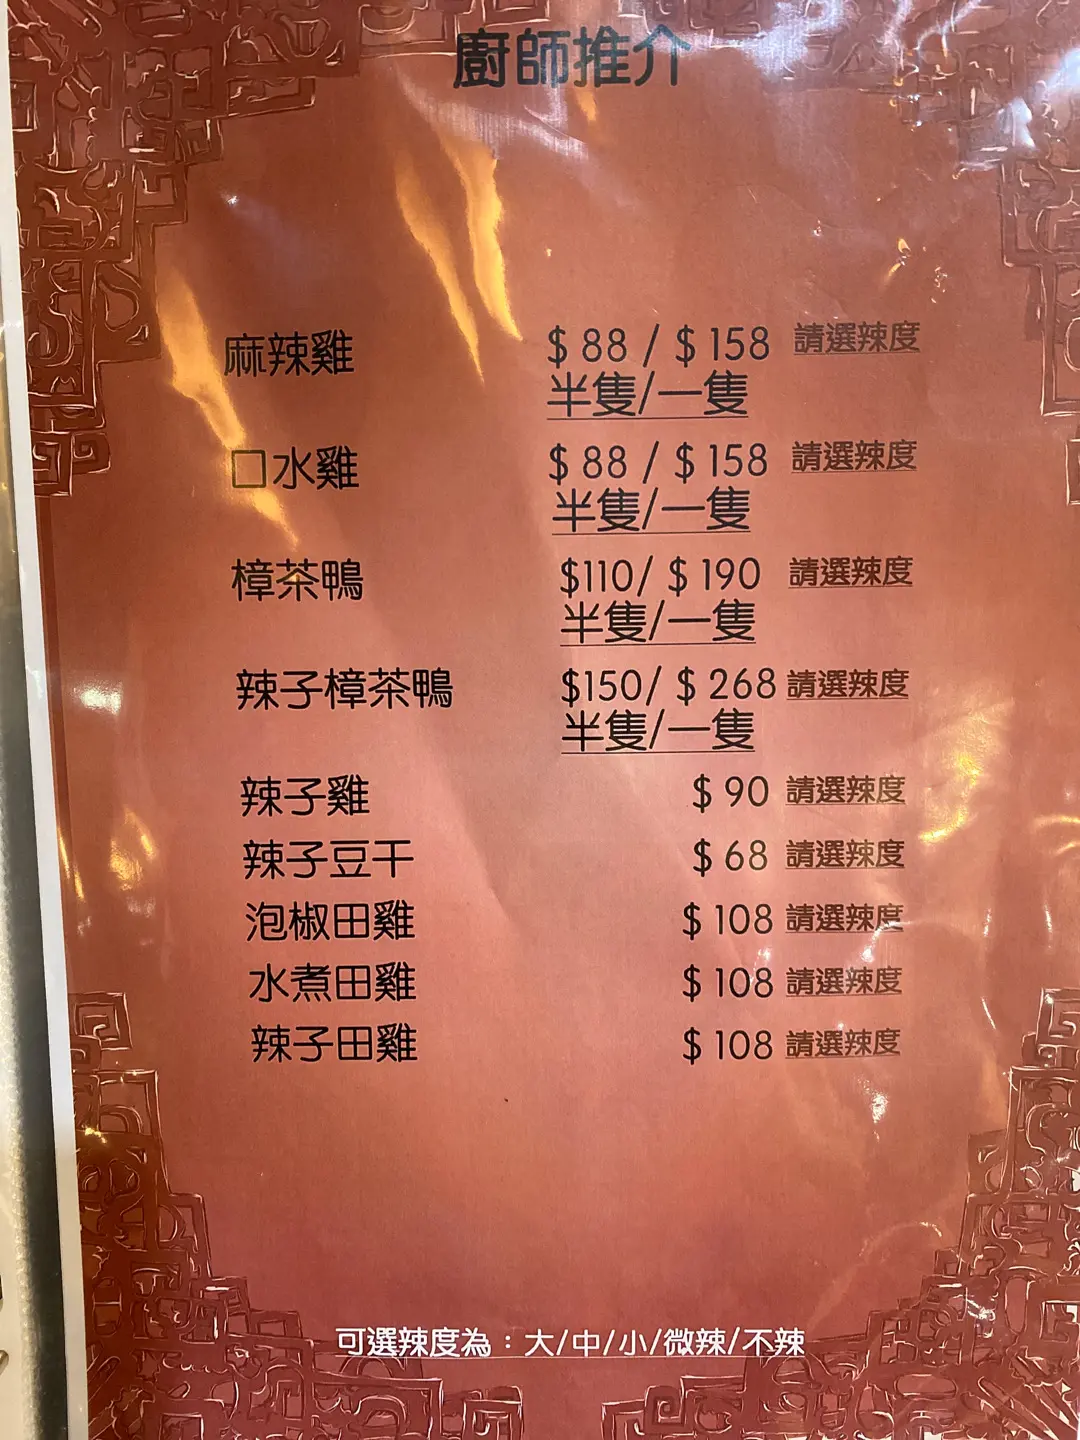 廚師推介
麻辣雞 $ 88 / $ 158 請選辣度
半隻/一隻
口水雞 $ 88 / $ 158 請選辣度
半隻/一隻
樟茶鴨 $110/ $ 190 請選辣度
半隻/一隻
辣子樟茶鴨 $150/ $ 268 請選辣度
半隻/一隻
辣子雞 $ 90 請選辣度
辣子豆干 $ 68 請選辣度
泡椒田雞 $ 108 請選辣度
水煮田雞 $ 108 請選辣度
辣子田雞 $ 108 請選辣度
可選辣度為：大/中/小/微辣/不辣